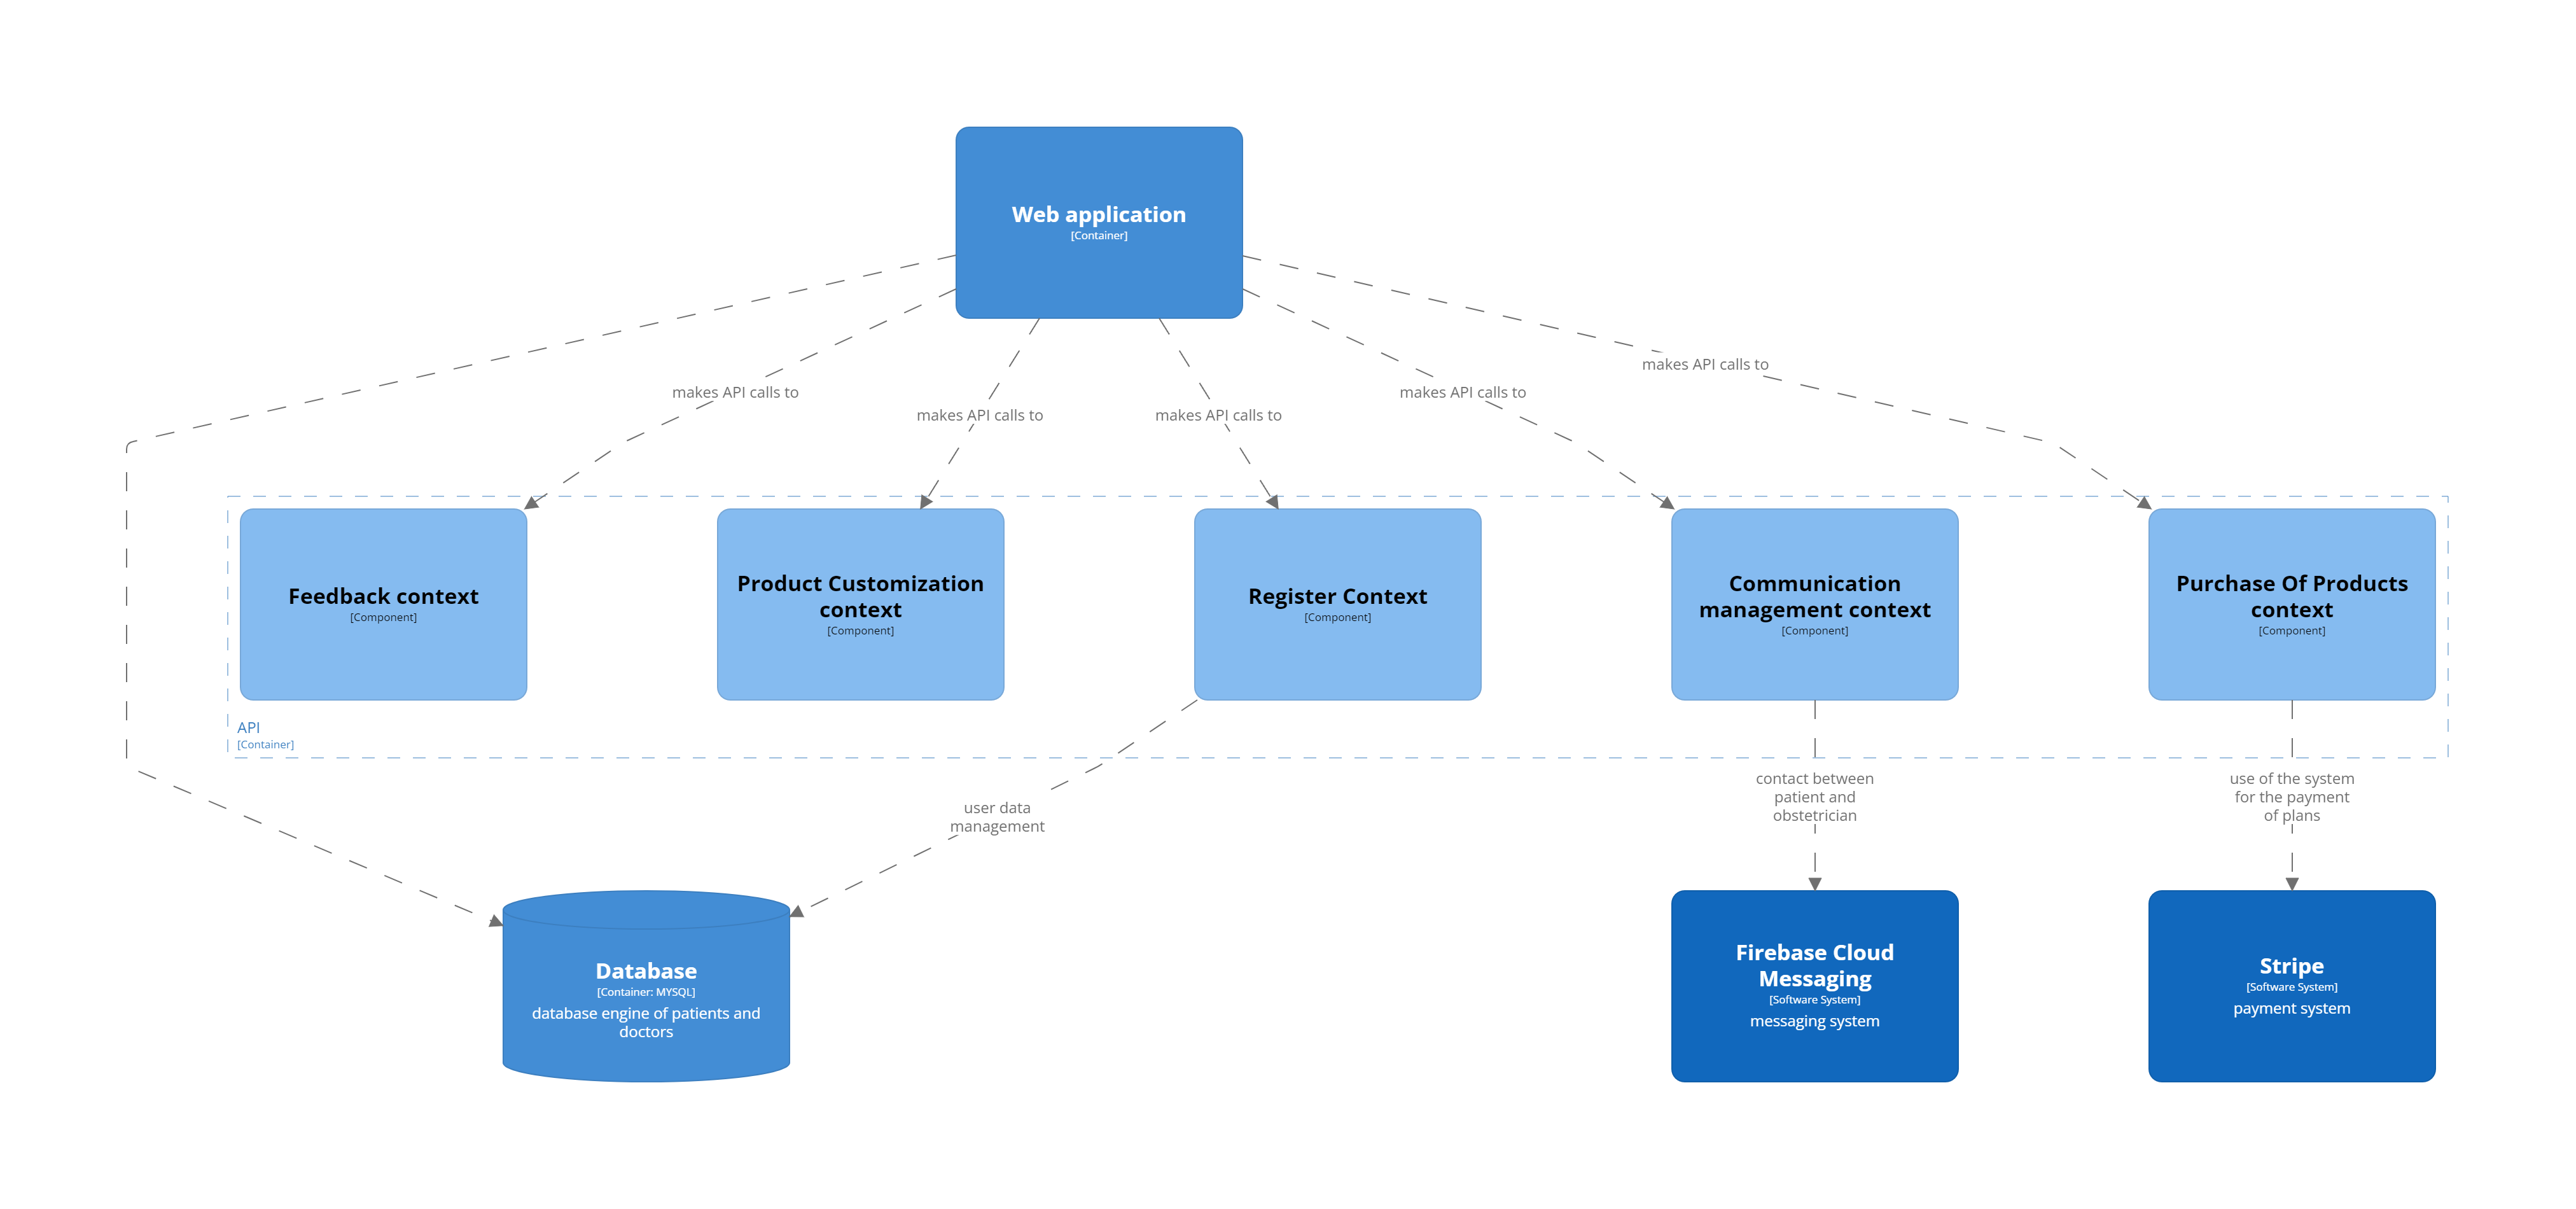 Web application
[Container]
makes API calls to
makes API calls to
makes API calls to
makes API calls to
makes API calls to
Feedback context
[Component]
Product Customization
context
[Component]
Register Context
[Component]
Communication
management context
[Component]
Purchase Of Products
context
[Component]
API
[Container]
user data
management
contact between
patient and
obstetrician
use of the system
for the payment
of plans
Database
[Container: MYSQL]
database engine of patients and
doctors
Firebase Cloud
Messaging
[Software System]
messaging system
Stripe
[Software System]
payment system